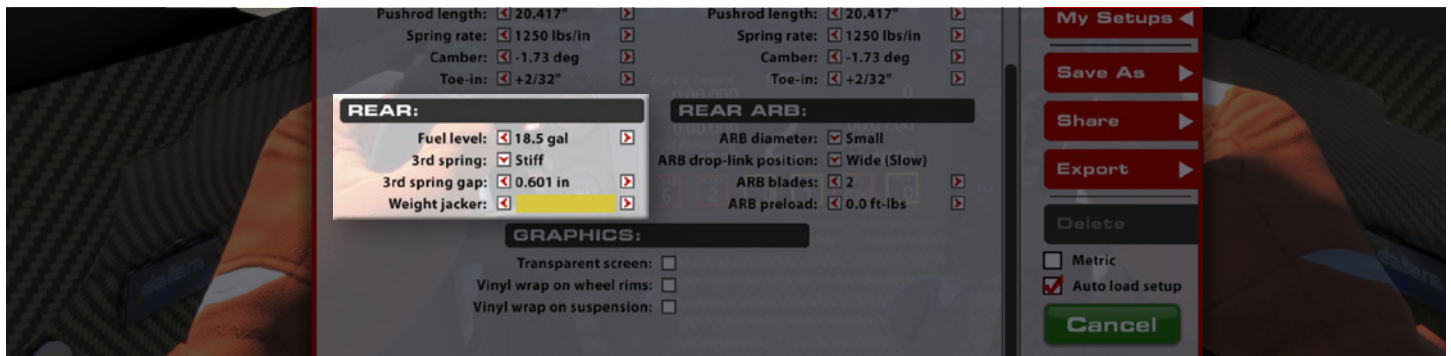 Pushrod length: 20.417" Pushrod length: 20.417" My Setups
Spring rate: 1250 lbs/in Spring rate: 1250 lbs/in
Camber: -1.73 deg Camber: -1.73 deg
Toe-in: +2/32" Toe-in: +2/32" Save As
REAR: REAR ARB:
Fuel level: 18.5 gal ARB diameter: Small Share
3rd spring: Stiff ARB drop-link position: Wide (Slow)
3rd spring gap: 0.601 in ARB blades: 2 Export
Weight jacker: ARB preload: 0.0 ft-lbs
GRAPHICS: Delete
Transparent screen: Metric
Vinyl wrap on wheel rims: Auto load setup
Vinyl wrap on suspension:
Cancel
dallara